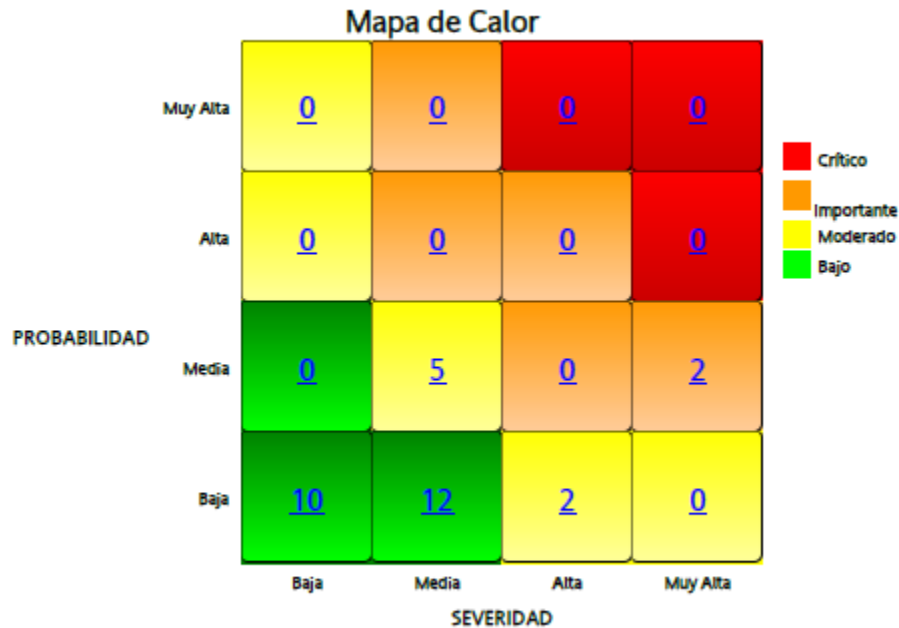 Mapa de Calor
Muy Alta 0 0 0 0
Crítico
Importante
Alta 0 0 0 0
Moderado
Bajo
PROBABILIDAD
Media 0 5 0 2
Baja 10 12 2 0
Baja Media Alta Muy Alta
SEVERIDAD